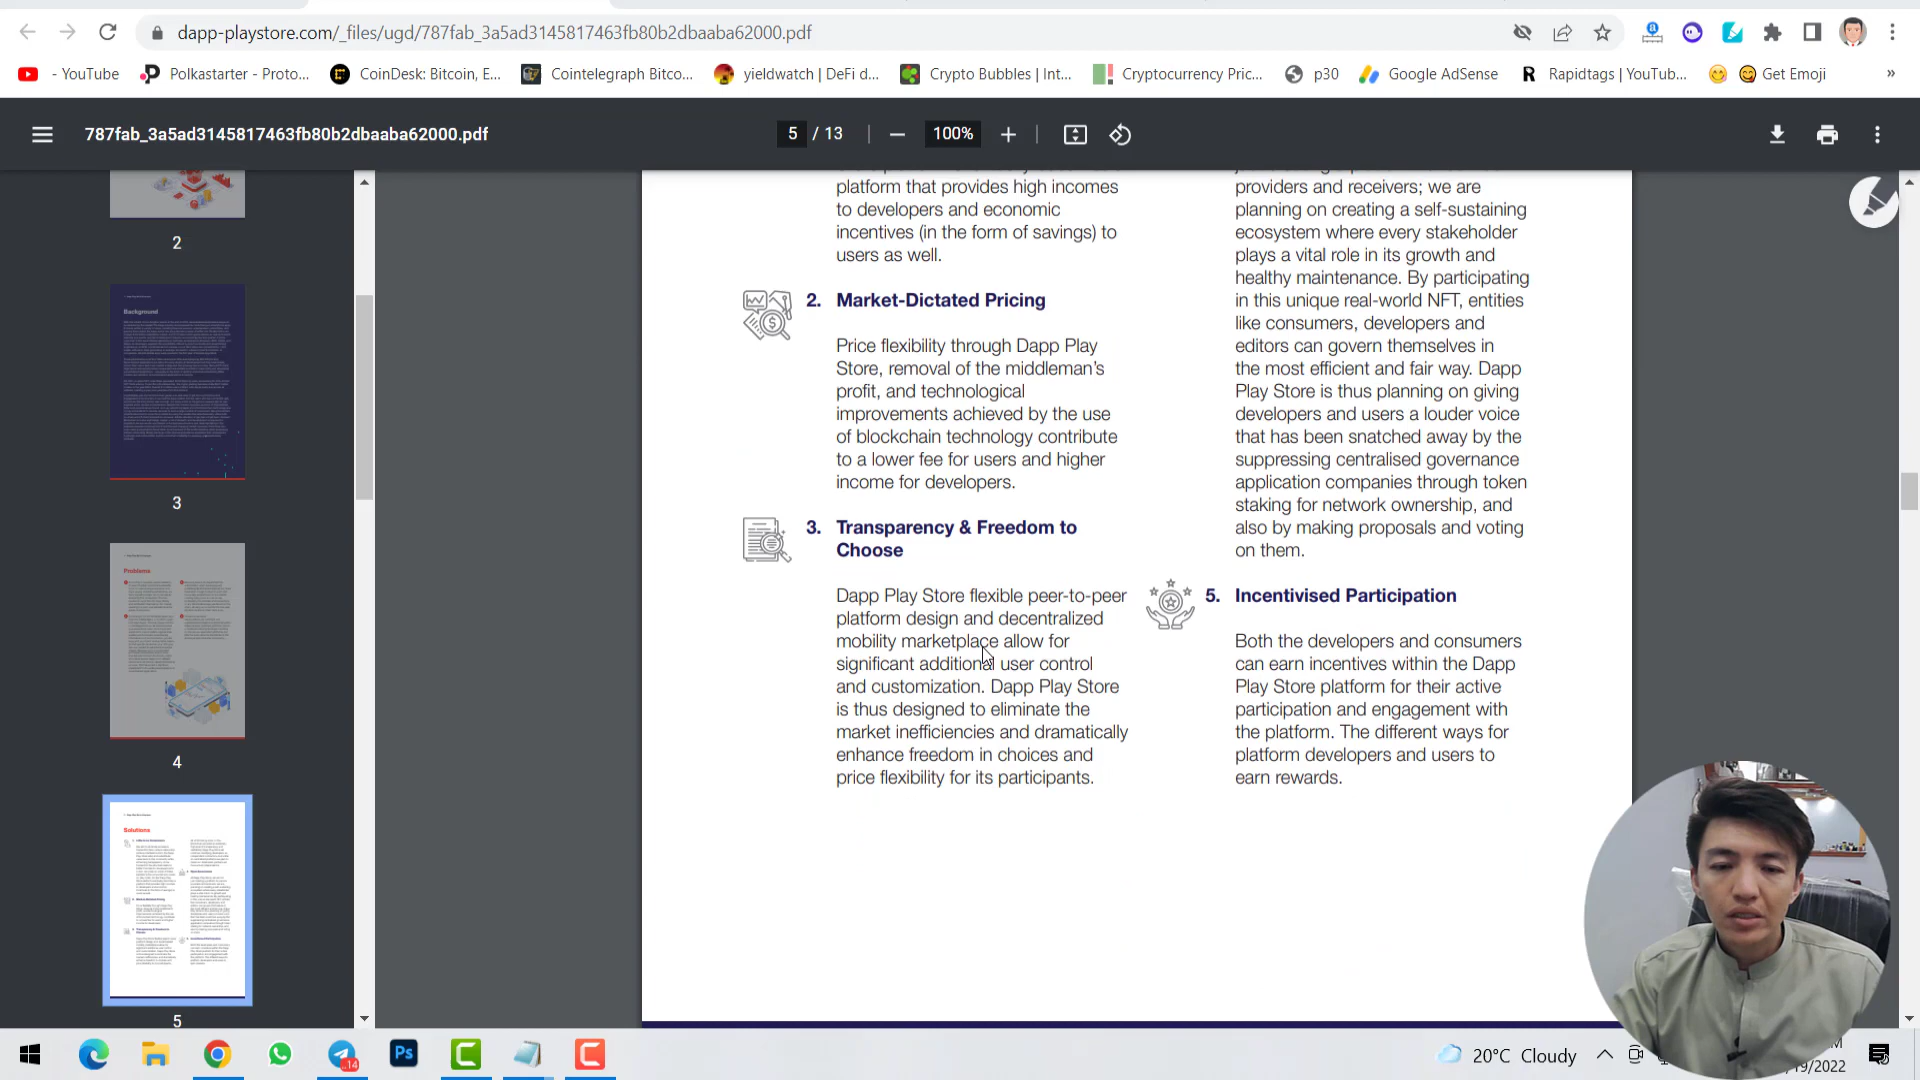 dapp-playstore.com/_files/ugd/787fab_3a5ad3145817463fb80b2dbaaba62000.pdf
- YouTube
Polkastarter - Proto...
CoinDesk: Bitcoin, E...
Cointelegraph Bitco...
yieldwatch | DeFi d...
Crypto Bubbles | Int...
Cryptocurrency Pric...
p30
Google AdSense
Rapidtags | YouTub...
Get Emoji
»
787fab_3a5ad3145817463fb80b2dbaaba62000.pdf
5 / 13
100%
2
Background
3
Problems
4
Solutions
5
platform that provides high incomes
to developers and economic
incentives (in the form of savings) to
users as well.
2. Market-Dictated Pricing
Price flexibility through Dapp Play
Store, removal of the middleman's
profit, and technological
improvements achieved by the use
of blockchain technology contribute
to a lower fee for users and higher
income for developers.
3. Transparency & Freedom to
Choose
Dapp Play Store flexible peer-to-peer
platform design and decentralized
mobility marketplace allow for
significant additional user control
and customization. Dapp Play Store
is thus designed to eliminate the
market inefficiencies and dramatically
enhance freedom in choices and
price flexibility for its participants.
providers and receivers; we are
planning on creating a self-sustaining
ecosystem where every stakeholder
plays a vital role in its growth and
healthy maintenance. By participating
in this unique real-world NFT, entities
like consumers, developers and
editors can govern themselves in
the most efficient and fair way. Dapp
Play Store is thus planning on giving
developers and users a louder voice
that has been snatched away by the
suppressing centralised governance
application companies through token
staking for network ownership, and
also by making proposals and voting
on them.
5. Incentivised Participation
Both the developers and consumers
can earn incentives within the Dapp
Play Store platform for their active
participation and engagement with
the platform. The different ways for
platform developers and users to
earn rewards.
Ps
..14
20°C Cloudy
M
/19/2022